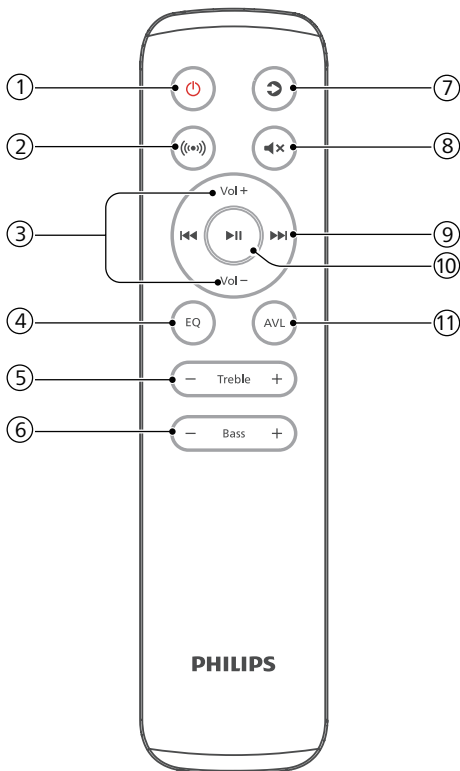 ① ⑦
② ⑧
Vol+
③ ⑨
⑩
Vol−
④ EQ AVL ⑪
⑤ − Treble +
⑥ − Bass +
PHILIPS